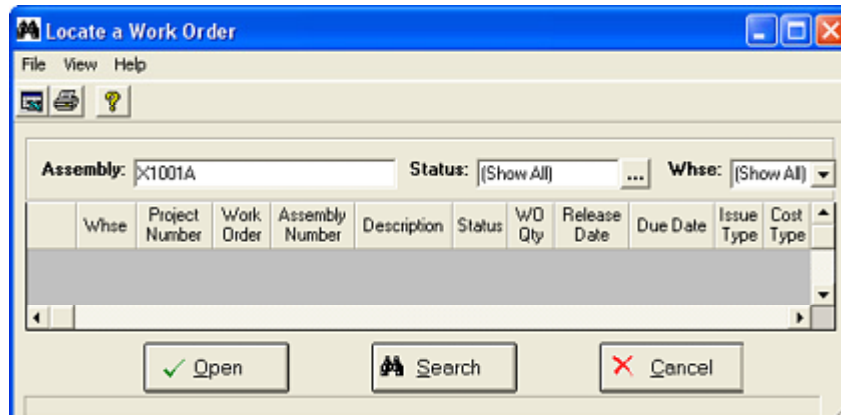 Locate a Work Order
File View Help
Assembly: X1001A Status: (Show All) ... Whse: (Show All)
Whse Project Number Work Order Assembly Number Description Status WO Qty Release Date Due Date Issue Type Cost Type
Open Search Cancel